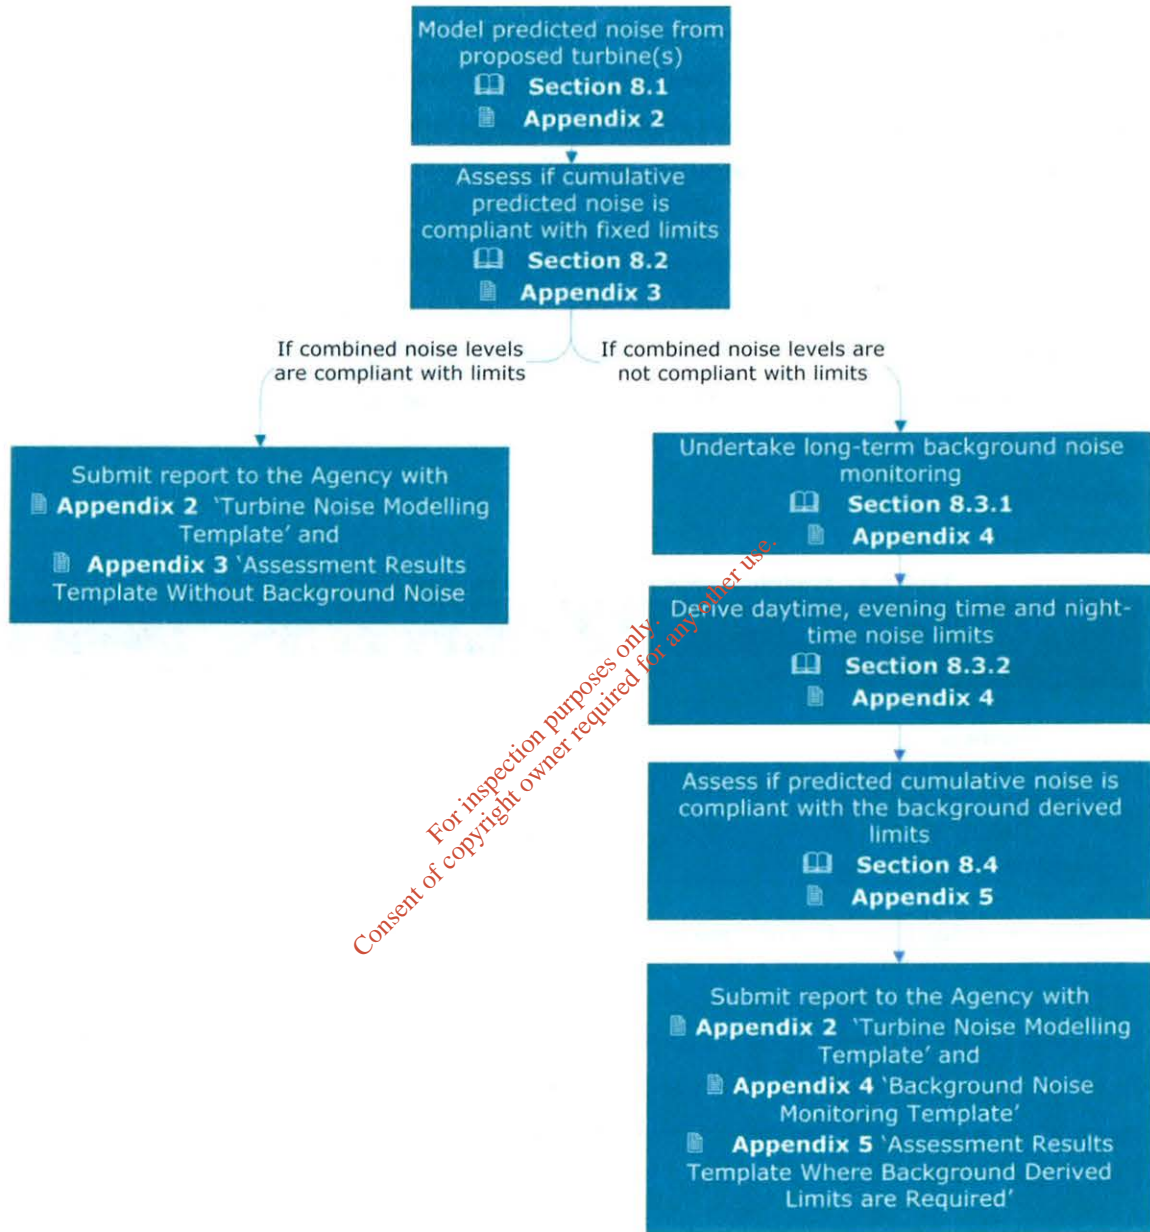 Model predicted noise from
proposed turbine(s)
Section 8.1
Appendix 2
Assess if cumulative
predicted noise is
compliant with fixed limits
Section 8.2
Appendix 3
If combined noise levels
are compliant with limits
If combined noise levels are
not compliant with limits
Submit report to the Agency with
Appendix 2 ‘Turbine Noise Modelling
Template’ and
Appendix 3 ‘Assessment Results
Template Without Background Noise
Undertake long-term background noise
monitoring
Section 8.3.1
Appendix 4
Derive daytime, evening time and night-
time noise limits
Section 8.3.2
Appendix 4
Assess if predicted cumulative noise is
compliant with the background derived
limits
Section 8.4
Appendix 5
Submit report to the Agency with
Appendix 2 ‘Turbine Noise Modelling
Template’ and
Appendix 4 ‘Background Noise
Monitoring Template’
Appendix 5 ‘Assessment Results
Template Where Background Derived
Limits are Required’
For inspection purposes only.
Consent of copyright owner required for any other use.